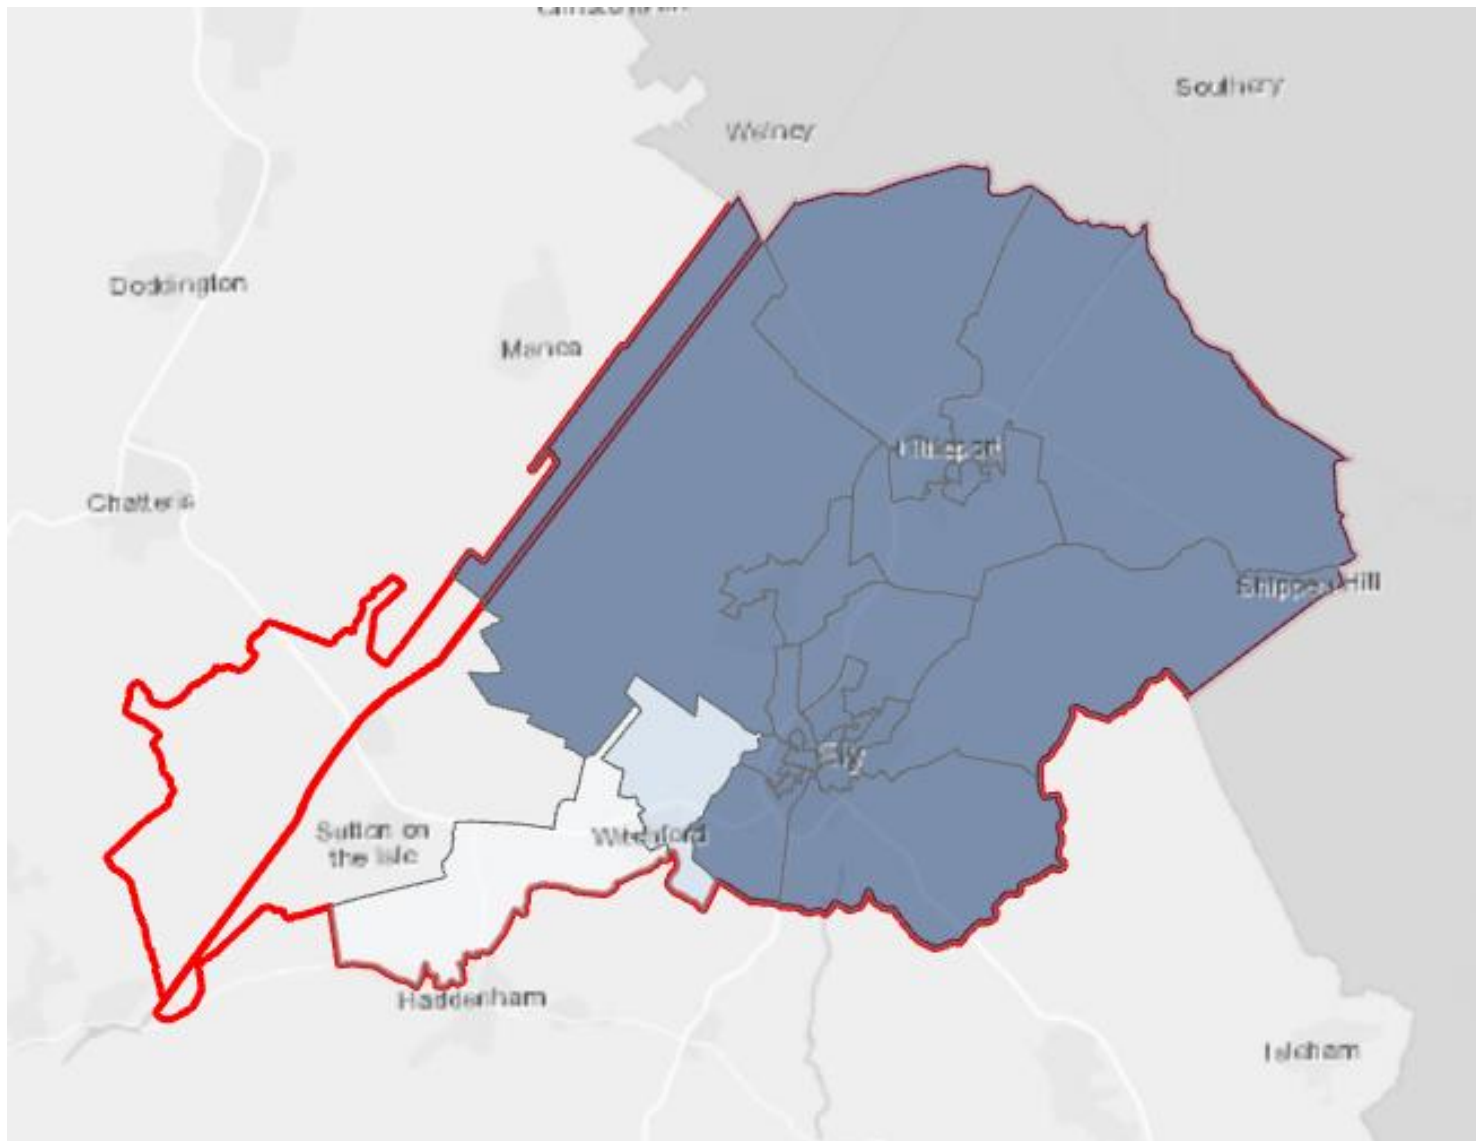 Southery
Welney
Doddington
Manea
Chatteris
Littleport
Shippea Hill
Ely
Sutton on
the Isle
Witchford
Haddenham
Isleham